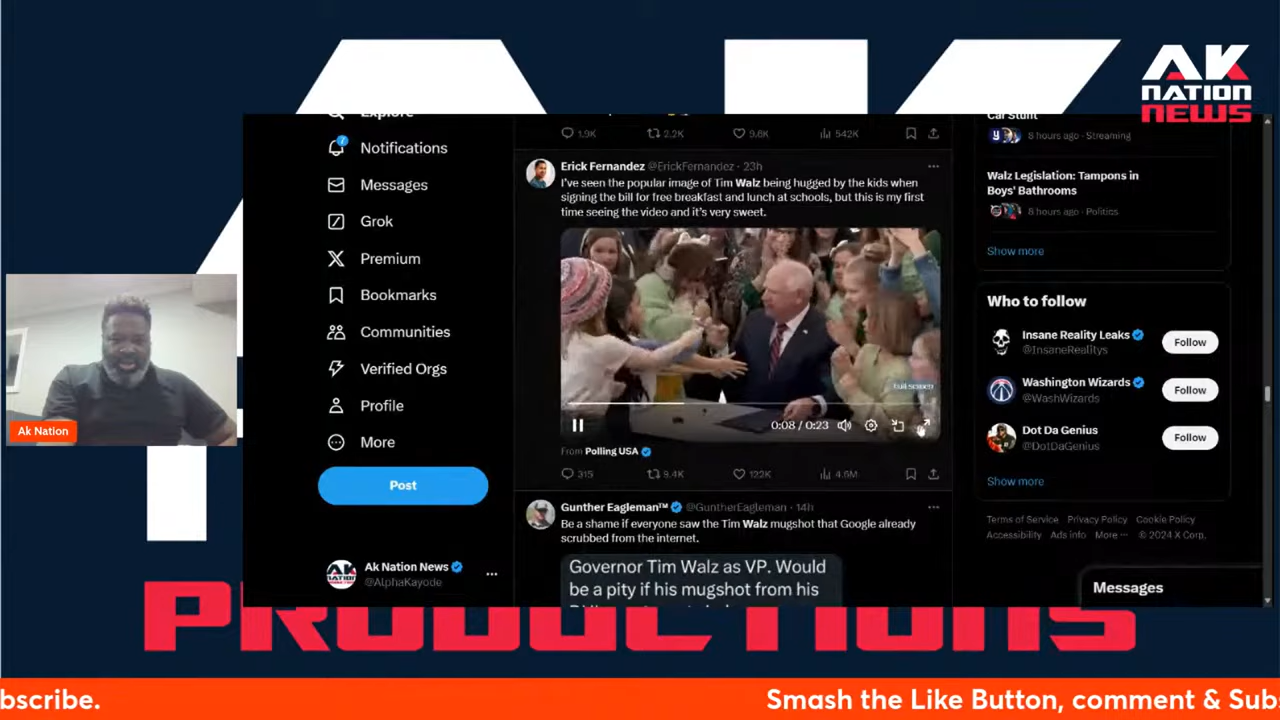 AK
NATION
NEWS
Explore
Notifications
Messages
Grok
Premium
Bookmarks
Communities
Verified Orgs
Profile
More
Post
Ak Nation News
@AlphaKayode
1.9K 2.2K 9.6K 542K
Erick Fernandez @ErickFernandez · 23h
I've seen the popular image of Tim Walz being hugged by the kids when
signing the bill for free breakfast and lunch at schools, but this is my first
time seeing the video and it's very sweet.
Full screen
0:08 / 0:23
From Polling USA
315 9.4K 122K 4.6M
Gunther Eagleman™ @GuntherEagleman · 14h
Be a shame if everyone saw the Tim Walz mugshot that Google already
scrubbed from the internet.
Governor Tim Walz as VP. Would
be a pity if his mugshot from his
Car Stunt
8 hours ago · Streaming
Walz Legislation: Tampons in
Boys' Bathrooms
8 hours ago · Politics
Show more
Who to follow
Insane Reality Leaks
@InsaneRealitys
Follow
Washington Wizards
@WashWizards
Follow
Dot Da Genius
@DotDaGenius
Follow
Show more
Terms of Service Privacy Policy Cookie Policy
Accessibility Ads info More ··· © 2024 X Corp.
Messages
Ak Nation
PRODUCTIONS
bscribe.
Smash the Like Button, comment & Subs